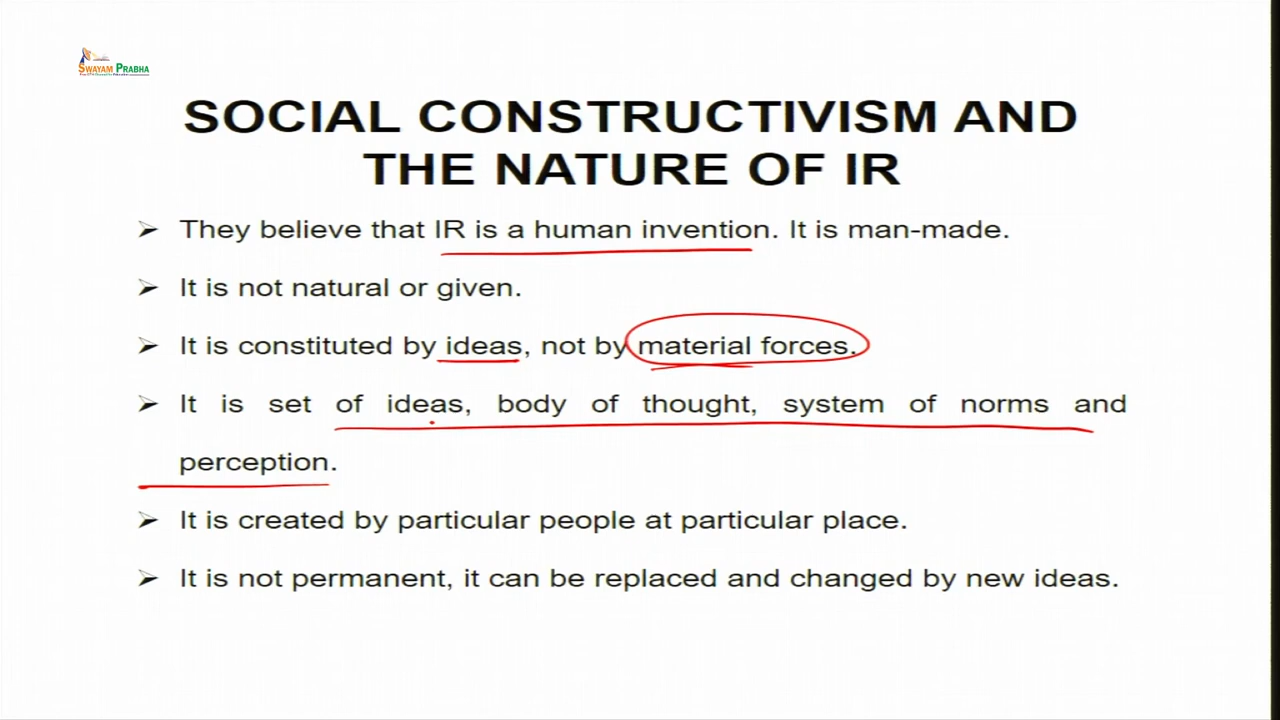 SWAYAM PRABHA
SOCIAL CONSTRUCTIVISM AND
THE NATURE OF IR
➢ They believe that IR is a human invention. It is man-made.
➢ It is not natural or given.
➢ It is constituted by ideas, not by material forces.
➢ It is set of ideas, body of thought, system of norms and
perception.
➢ It is created by particular people at particular place.
➢ It is not permanent, it can be replaced and changed by new ideas.